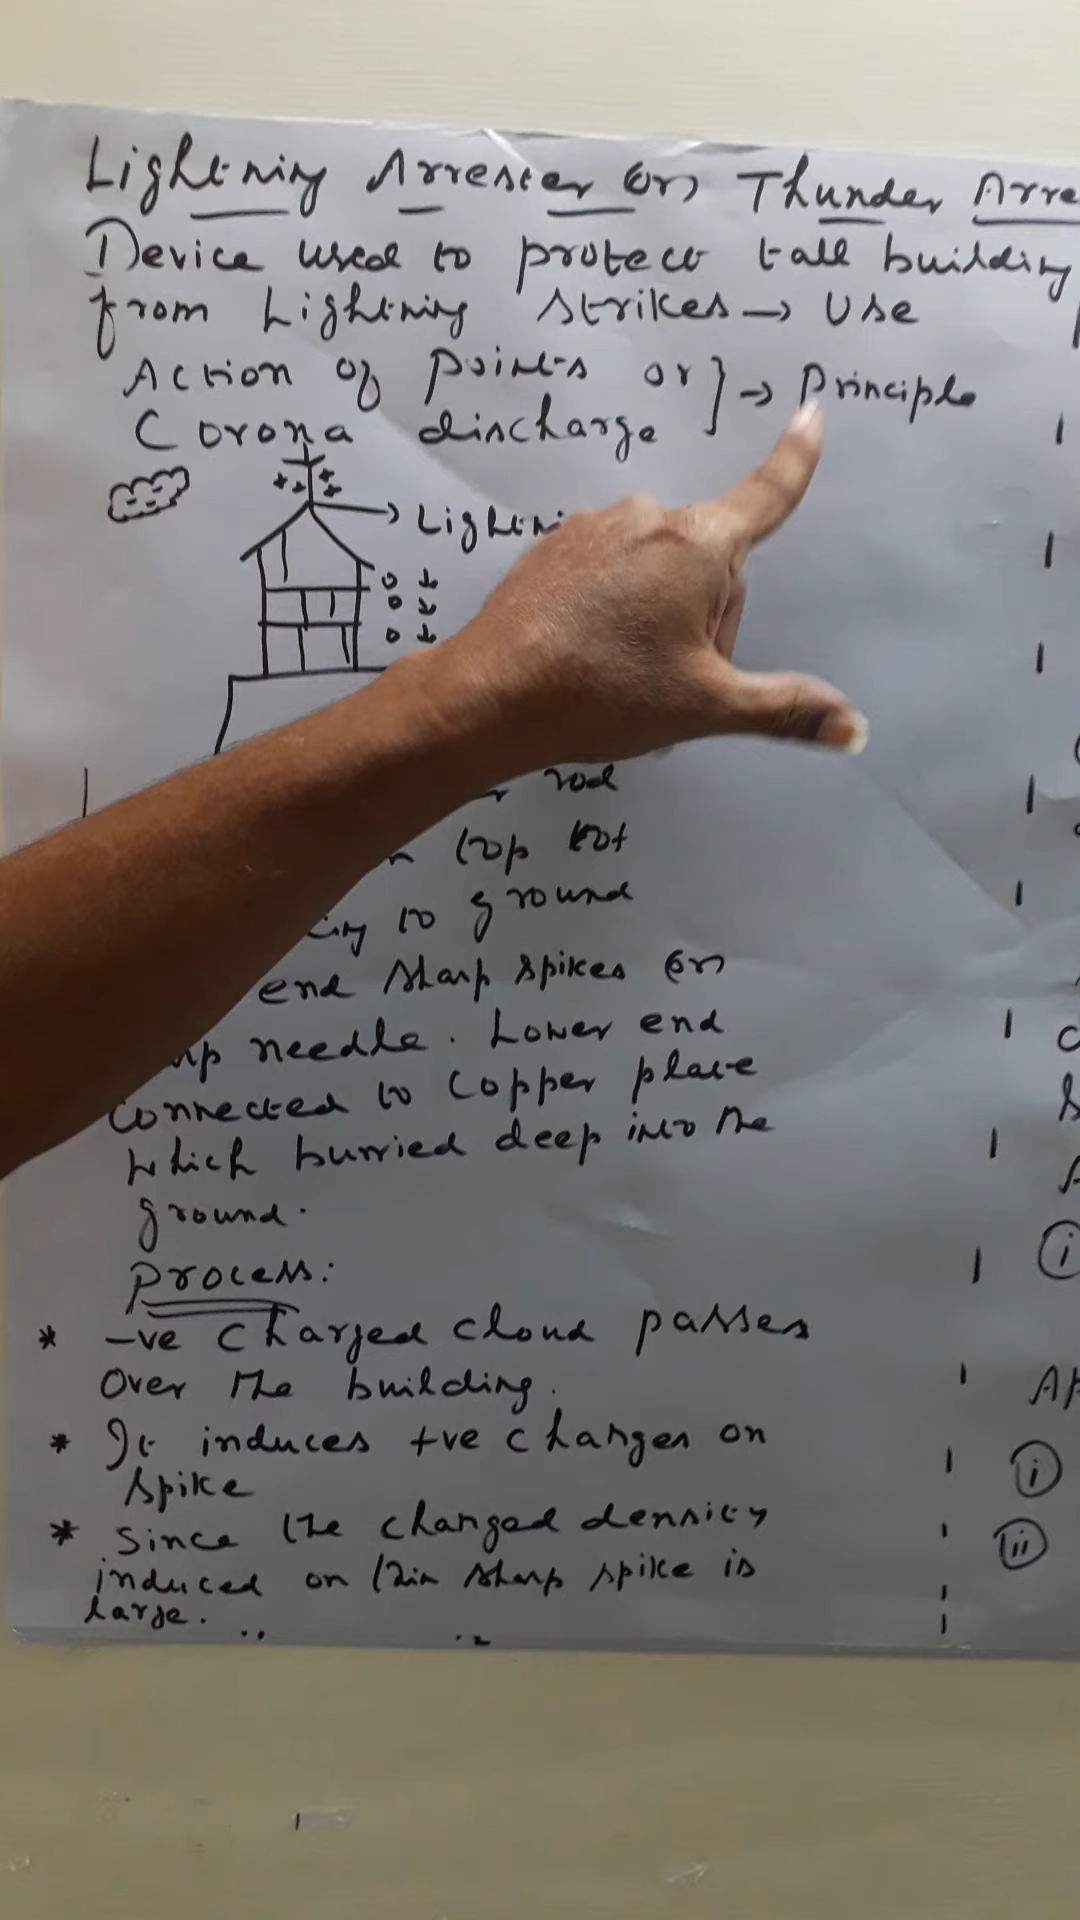 Lightning Arrester (or) Thunder Arre
Device used to protect tall building
from Lightning strikes → Use
Action of points or } → Principle
Corona discharge
→ Lightni
rod
top
to ground
end sharp spikes (or)
needle. Lower end
Connected to Copper plate
which burried deep into the
ground.
Process:
* -ve charged cloud passes
Over the building.
* It induces +ve charges on
spike
* Since the charged density
induced on this sharp spike is
large.
(i)
(i)
(ii)